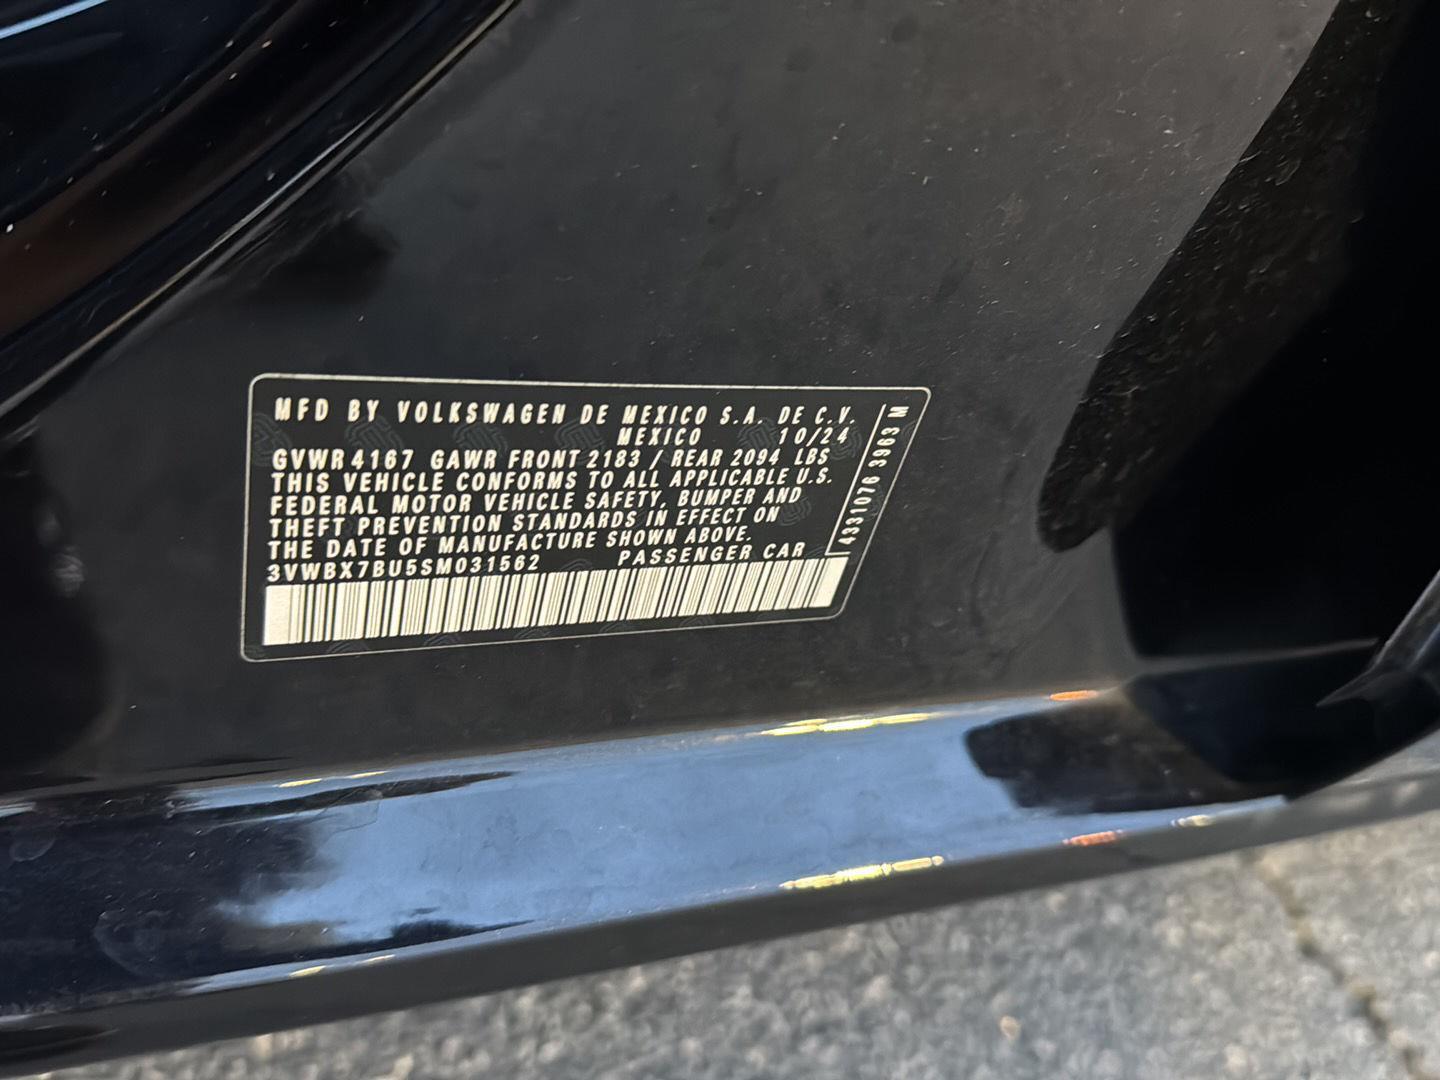 MFD BY VOLKSWAGEN DE MEXICO S.A. DE C.V.
MEXICO 10/24
GVWR 4167 GAWR FRONT 2183 / REAR 2094 LBS
THIS VEHICLE CONFORMS TO ALL APPLICABLE U.S.
FEDERAL MOTOR VEHICLE SAFETY, BUMPER AND
THEFT PREVENTION STANDARDS IN EFFECT ON
THE DATE OF MANUFACTURE SHOWN ABOVE.
3VWBX7BU5SM031562 PASSENGER CAR
4331076 3963 M